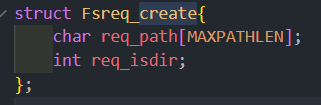 struct Fsreq_create{
char req_path[MAXPATHLEN];
int req_isdir;
};